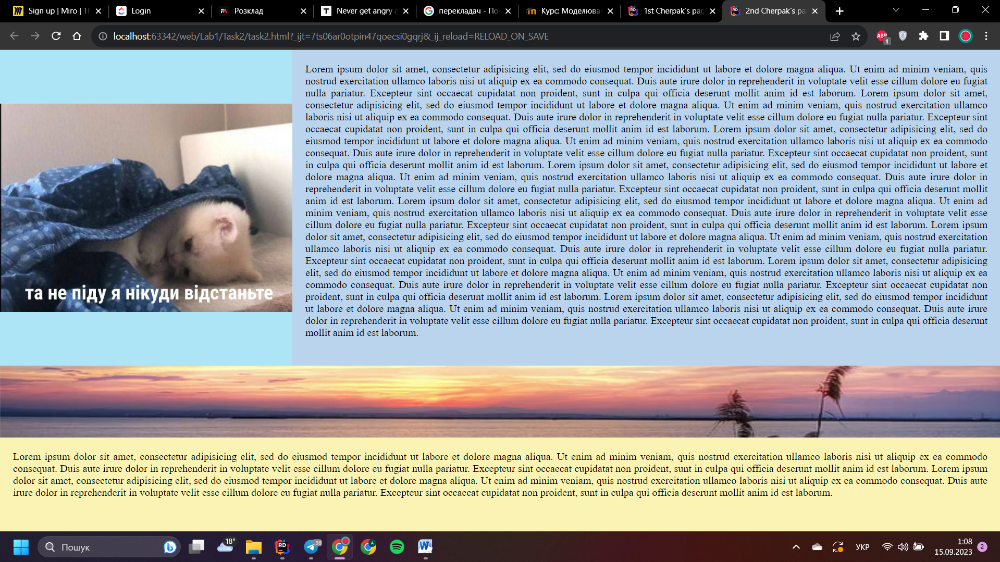 Sign up | Miro | Th
Login
Розклад
Never get angry a
перекладач - По
Курс: Моделюва
1st Cherpak`s pag
2nd Cherpak`s pa
localhost:63342/web/Lab1/Task2/task2.html?_ijt=7ts06ar0otpin47qoecsi0gqrj&_ij_reload=RELOAD_ON_SAVE
ABP
1
та не піду я нікуди відстаньте
Lorem ipsum dolor sit amet, consectetur adipisicing elit, sed do eiusmod tempor incididunt ut labore et dolore magna aliqua. Ut enim ad minim veniam, quis
nostrud exercitation ullamco laboris nisi ut aliquip ex ea commodo consequat. Duis aute irure dolor in reprehenderit in voluptate velit esse cillum dolore eu fugiat
nulla pariatur. Excepteur sint occaecat cupidatat non proident, sunt in culpa qui officia deserunt mollit anim id est laborum. Lorem ipsum dolor sit amet,
consectetur adipisicing elit, sed do eiusmod tempor incididunt ut labore et dolore magna aliqua. Ut enim ad minim veniam, quis nostrud exercitation ullamco
laboris nisi ut aliquip ex ea commodo consequat. Duis aute irure dolor in reprehenderit in voluptate velit esse cillum dolore eu fugiat nulla pariatur. Excepteur sint
occaecat cupidatat non proident, sunt in culpa qui officia deserunt mollit anim id est laborum. Lorem ipsum dolor sit amet, consectetur adipisicing elit, sed do
eiusmod tempor incididunt ut labore et dolore magna aliqua. Ut enim ad minim veniam, quis nostrud exercitation ullamco laboris nisi ut aliquip ex ea commodo
consequat. Duis aute irure dolor in reprehenderit in voluptate velit esse cillum dolore eu fugiat nulla pariatur. Excepteur sint occaecat cupidatat non proident, sunt
in culpa qui officia deserunt mollit anim id est laborum. Lorem ipsum dolor sit amet, consectetur adipisicing elit, sed do eiusmod tempor incididunt ut labore et
dolore magna aliqua. Ut enim ad minim veniam, quis nostrud exercitation ullamco laboris nisi ut aliquip ex ea commodo consequat. Duis aute irure dolor in
reprehenderit in voluptate velit esse cillum dolore eu fugiat nulla pariatur. Excepteur sint occaecat cupidatat non proident, sunt in culpa qui officia deserunt mollit
anim id est laborum. Lorem ipsum dolor sit amet, consectetur adipisicing elit, sed do eiusmod tempor incididunt ut labore et dolore magna aliqua. Ut enim ad
minim veniam, quis nostrud exercitation ullamco laboris nisi ut aliquip ex ea commodo consequat. Duis aute irure dolor in reprehenderit in voluptate velit esse
cillum dolore eu fugiat nulla pariatur. Excepteur sint occaecat cupidatat non proident, sunt in culpa qui officia deserunt mollit anim id est laborum. Lorem ipsum
dolor sit amet, consectetur adipisicing elit, sed do eiusmod tempor incididunt ut labore et dolore magna aliqua. Ut enim ad minim veniam, quis nostrud exercitation
ullamco laboris nisi ut aliquip ex ea commodo consequat. Duis aute irure dolor in reprehenderit in voluptate velit esse cillum dolore eu fugiat nulla pariatur.
Excepteur sint occaecat cupidatat non proident, sunt in culpa qui officia deserunt mollit anim id est laborum. Lorem ipsum dolor sit amet, consectetur adipisicing
elit, sed do eiusmod tempor incididunt ut labore et dolore magna aliqua. Ut enim ad minim veniam, quis nostrud exercitation ullamco laboris nisi ut aliquip ex ea
commodo consequat. Duis aute irure dolor in reprehenderit in voluptate velit esse cillum dolore eu fugiat nulla pariatur. Excepteur sint occaecat cupidatat non
proident, sunt in culpa qui officia deserunt mollit anim id est laborum. Lorem ipsum dolor sit amet, consectetur adipisicing elit, sed do eiusmod tempor incididunt
ut labore et dolore magna aliqua. Ut enim ad minim veniam, quis nostrud exercitation ullamco laboris nisi ut aliquip ex ea commodo consequat. Duis aute irure
dolor in reprehenderit in voluptate velit esse cillum dolore eu fugiat nulla pariatur. Excepteur sint occaecat cupidatat non proident, sunt in culpa qui officia deserunt
mollit anim id est laborum.
Lorem ipsum dolor sit amet, consectetur adipisicing elit, sed do eiusmod tempor incididunt ut labore et dolore magna aliqua. Ut enim ad minim veniam, quis nostrud exercitation ullamco laboris nisi ut aliquip ex ea commodo
consequat. Duis aute irure dolor in reprehenderit in voluptate velit esse cillum dolore eu fugiat nulla pariatur. Excepteur sint occaecat cupidatat non proident, sunt in culpa qui officia deserunt mollit anim id est laborum. Lorem ipsum
dolor sit amet, consectetur adipisicing elit, sed do eiusmod tempor incididunt ut labore et dolore magna aliqua. Ut enim ad minim veniam, quis nostrud exercitation ullamco laboris nisi ut aliquip ex ea commodo consequat. Duis aute
irure dolor in reprehenderit in voluptate velit esse cillum dolore eu fugiat nulla pariatur. Excepteur sint occaecat cupidatat non proident, sunt in culpa qui officia deserunt mollit anim id est laborum.
Пошук
18°
RD
..98
A
W
УКР
1:08
15.09.2023
2